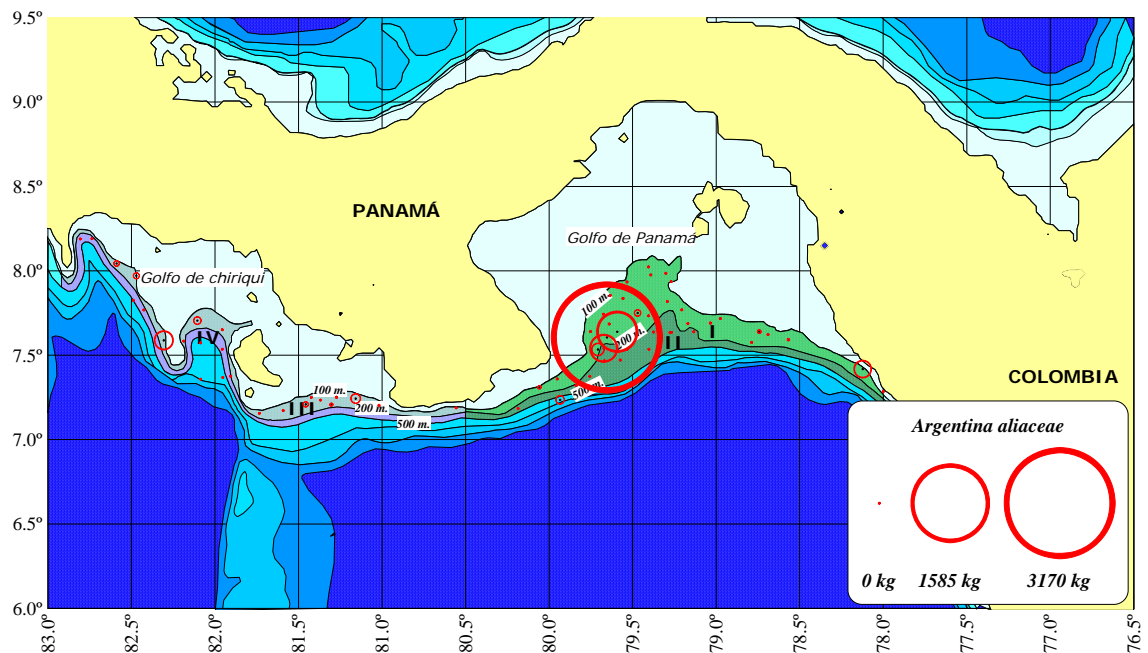 9.5º
9.0º
8.5º
8.0º
7.5º
7.0º
6.5º
6.0º
PANAMÁ
Golfo de Panamá
Golfo de chiriqui
100 m.
200 m.
I
II
IV
III
100 m.
200 m.
500 m.
500 m.
COLOMBIA
Argentina aliaceae
0 kg 1585 kg 3170 kg
83.0º 82.5º 82.0º 81.5º 81.0º 80.5º 80.0º 79.5º 79.0º 78.5º 78.0º 77.5º 77.0º 76.5º